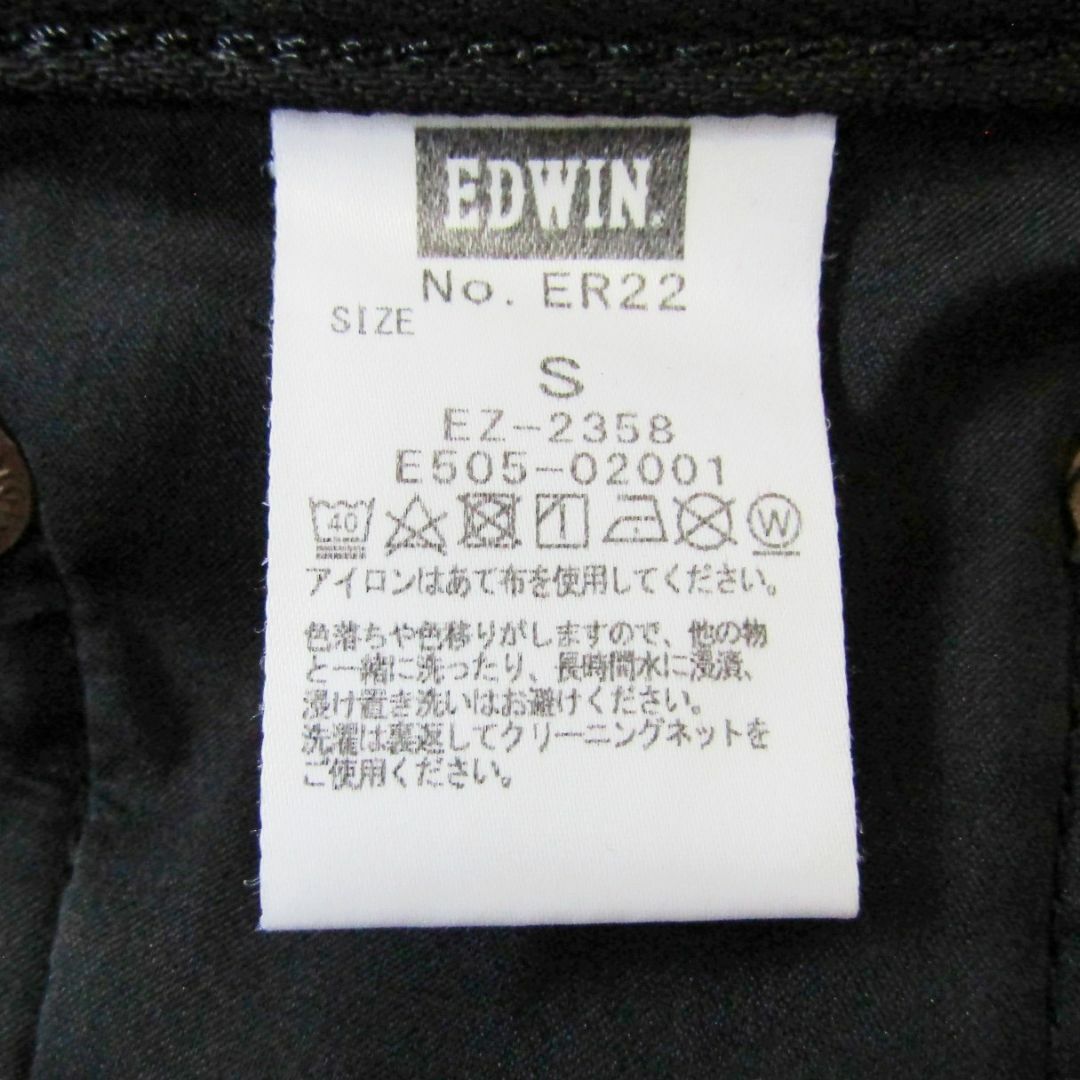 EDWIN.
No. ER22
SIZE
S
EZ-2358
E505-02001
40 W
アイロンはあて布を使用してください。
色落ちや色移りがしますので、他の物
と一緒に洗ったり、長時間水に浸漬、
浸け置き洗いはお避けください。
洗濯は裏返してクリーニングネットを
ご使用ください。